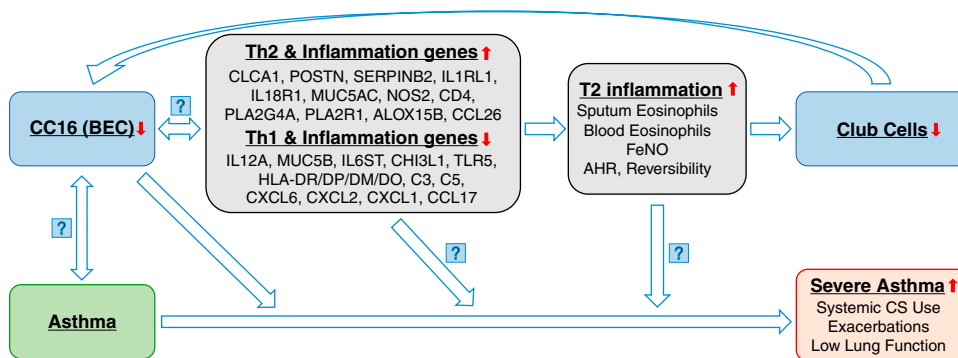 Th2 & Inflammation genes
CLCA1, POSTN, SERPINB2, IL1RL1,
IL18R1, MUC5AC, NOS2, CD4,
PLA2G4A, PLA2R1, ALOX15B, CCL26
Th1 & Inflammation genes
IL12A, MUC5B, IL6ST, CHI3L1, TLR5,
HLA-DR/DP/DM/DO, C3, C5,
CXCL6, CXCL2, CXCL1, CCL17
CC16 (BEC)
?
T2 inflammation
Sputum Eosinophils
Blood Eosinophils
FeNO
AHR, Reversibility
Club Cells
?
?
?
Asthma
Severe Asthma
Systemic CS Use
Exacerbations
Low Lung Function